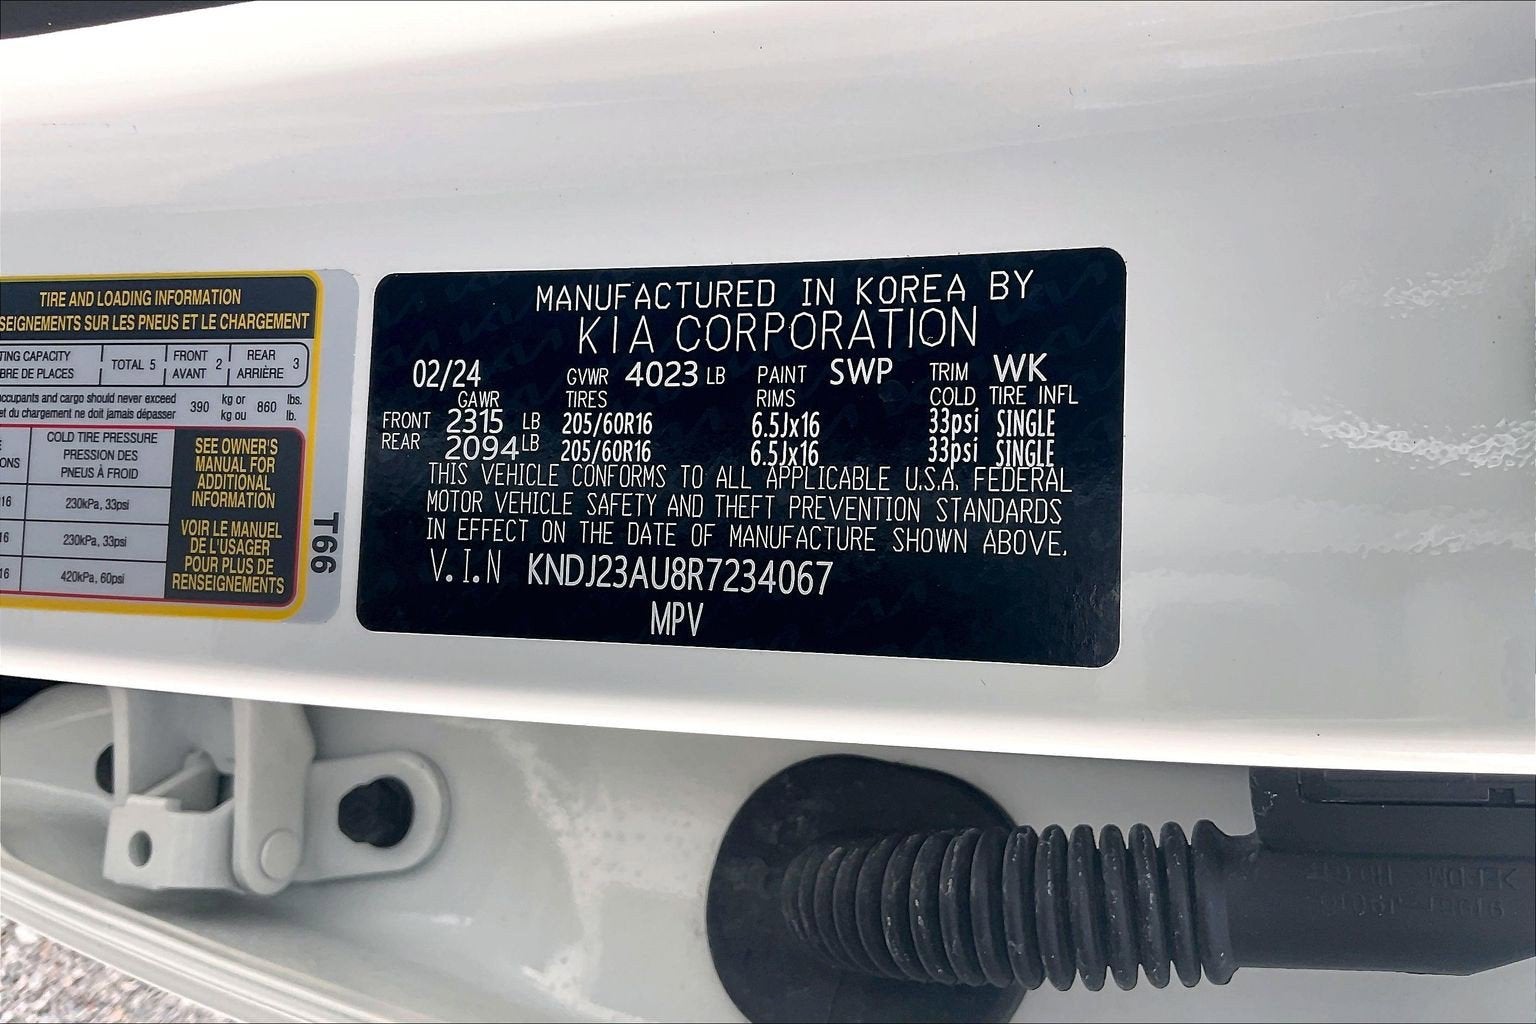 TIRE AND LOADING INFORMATION
SEIGNEMENTS SUR LES PNEUS ET LE CHARGEMENT
TING CAPACITY
BRE DE PLACES
TOTAL 5
FRONT
AVANT 2
REAR
ARRIÈRE 3
occupants and cargo should never exceed
et du chargement ne doit jamais dépasser
390
kg or
kg ou
860
lbs.
lb.
COLD TIRE PRESSURE
PRESSION DES
PNEUS À FROID
ONS
16
230kPa, 33psi
16
230kPa, 33psi
16
420kPa, 60psi
SEE OWNER'S
MANUAL FOR
ADDITIONAL
INFORMATION
VOIR LE MANUEL
DE L'USAGER
POUR PLUS DE
RENSEIGNEMENTS
T66
MANUFACTURED IN KOREA BY
KIA CORPORATION
02/24 GVWR 4023 LB PAINT SWP TRIM WK
GAWR TIRES RIMS COLD TIRE INFL
FRONT 2315 LB 205/60R16 6.5Jx16 33psi SINGLE
REAR 2094 LB 205/60R16 6.5Jx16 33psi SINGLE
THIS VEHICLE CONFORMS TO ALL APPLICABLE U.S.A. FEDERAL
MOTOR VEHICLE SAFETY AND THEFT PREVENTION STANDARDS
IN EFFECT ON THE DATE OF MANUFACTURE SHOWN ABOVE.
V.I.N KNDJ23AU8R7234067
MPV